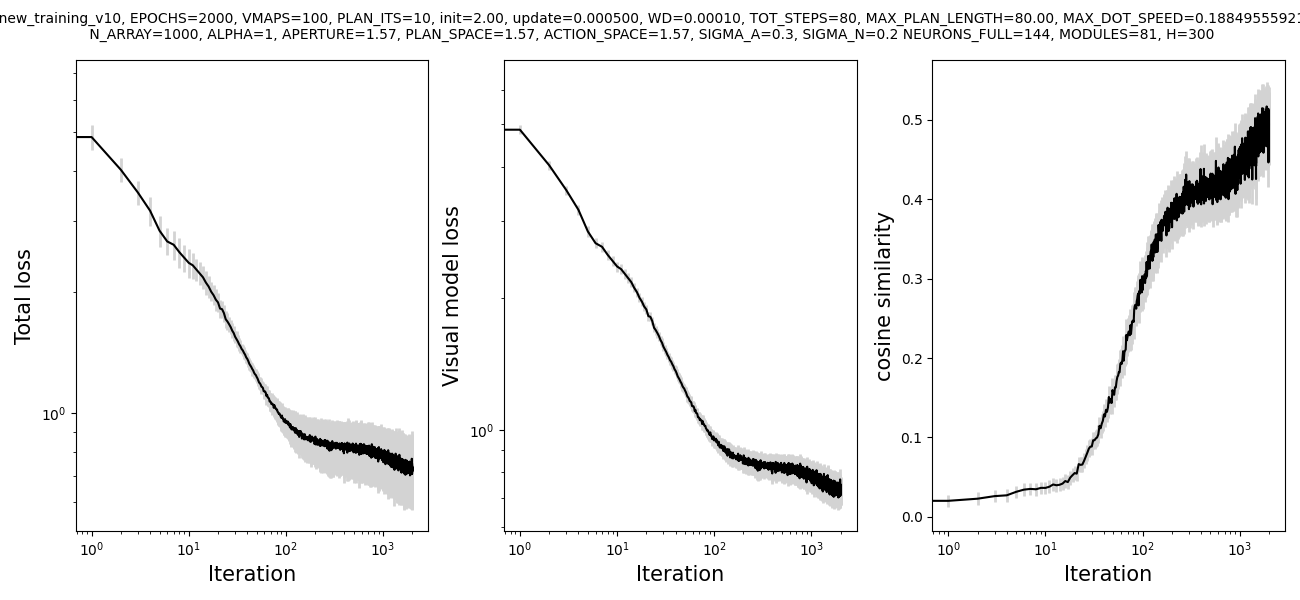 new_training_v10, EPOCHS=2000, VMAPS=100, PLAN_ITS=10, init=2.00, update=0.000500, WD=0.00010, TOT_STEPS=80, MAX_PLAN_LENGTH=80.00, MAX_DOT_SPEED=0.18849555921
N_ARRAY=1000, ALPHA=1, APERTURE=1.57, PLAN_SPACE=1.57, ACTION_SPACE=1.57, SIGMA_A=0.3, SIGMA_N=0.2 NEURONS_FULL=144, MODULES=81, H=300
Total loss
10⁰
10⁰ 10¹ 10² 10³
Iteration
Visual model loss
10⁰
10⁰ 10¹ 10² 10³
Iteration
cosine similarity
0.5
0.4
0.3
0.2
0.1
0.0
10⁰ 10¹ 10² 10³
Iteration